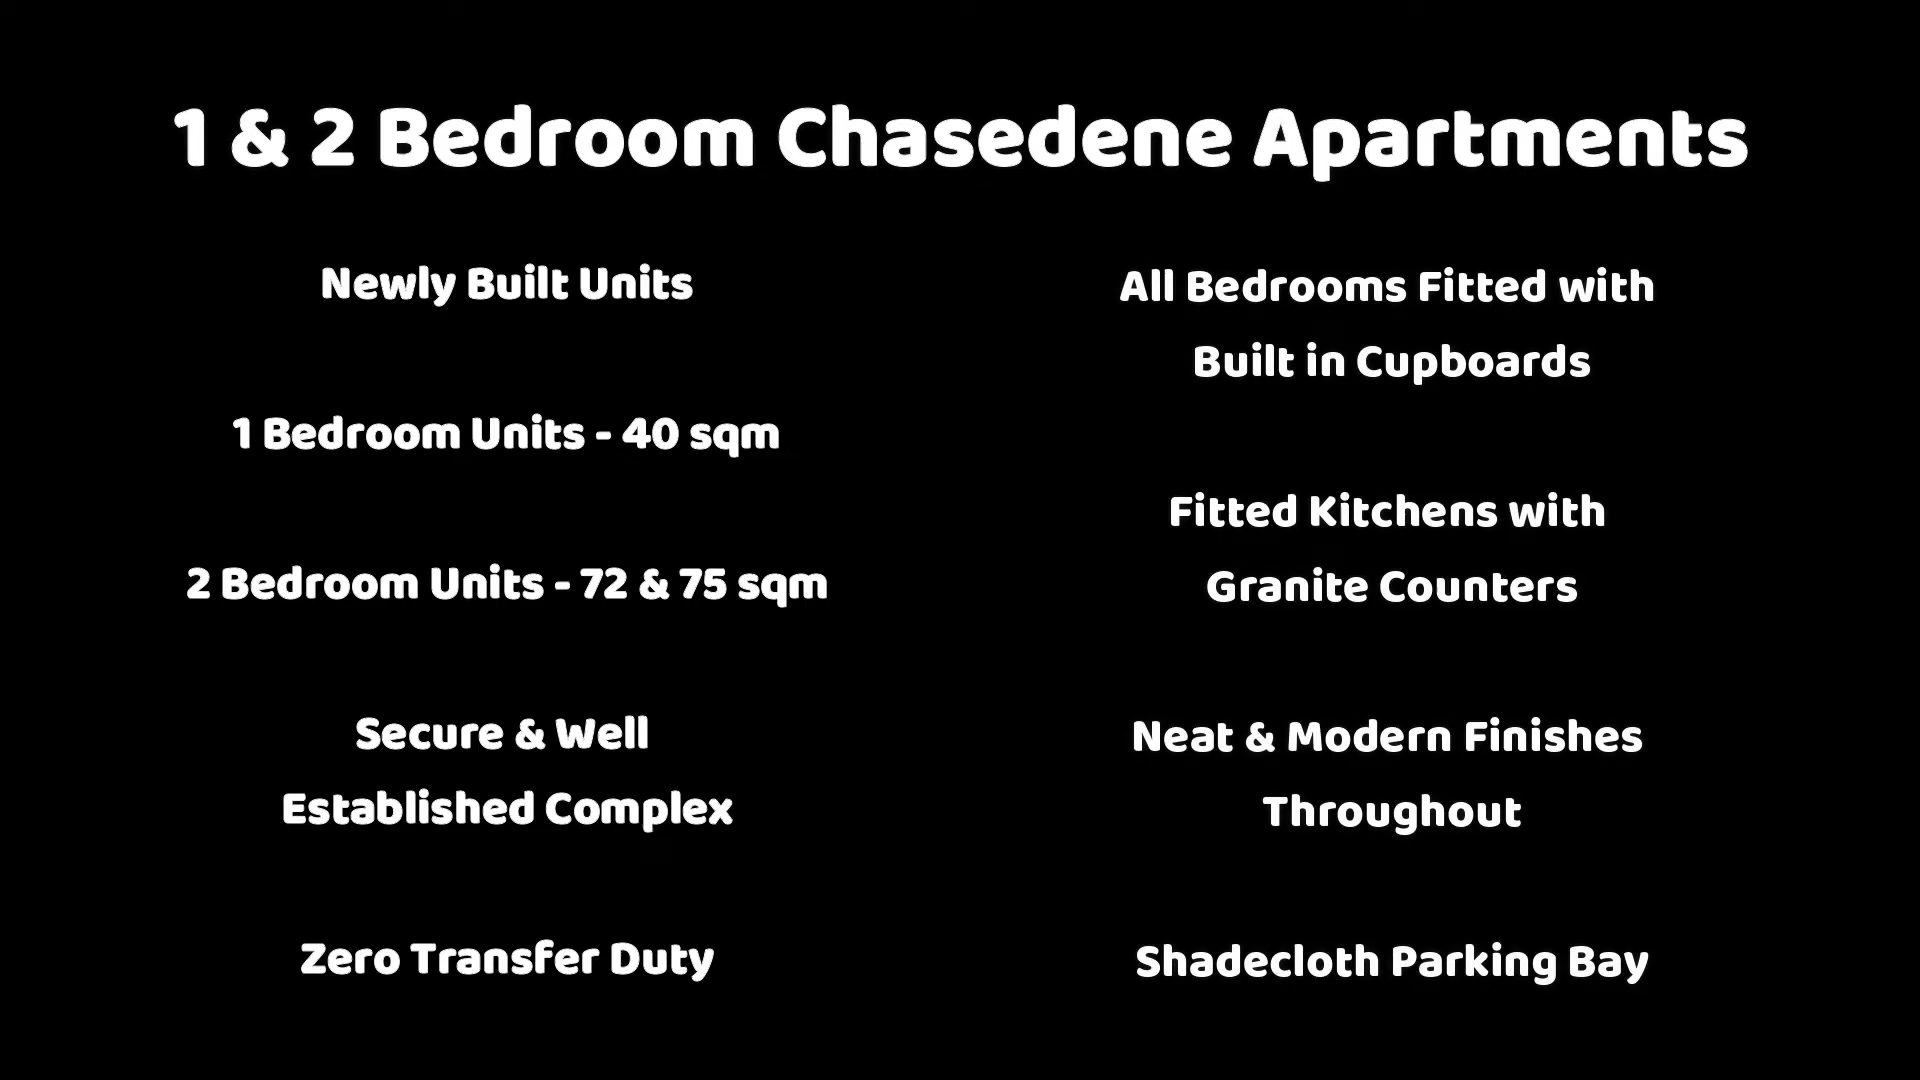 1 & 2 Bedroom Chasedene Apartments
Newly Built Units
1 Bedroom Units - 40 sqm
2 Bedroom Units - 72 & 75 sqm
Secure & Well
Established Complex
Zero Transfer Duty
All Bedrooms Fitted with
Built in Cupboards
Fitted Kitchens with
Granite Counters
Neat & Modern Finishes
Throughout
Shadecloth Parking Bay